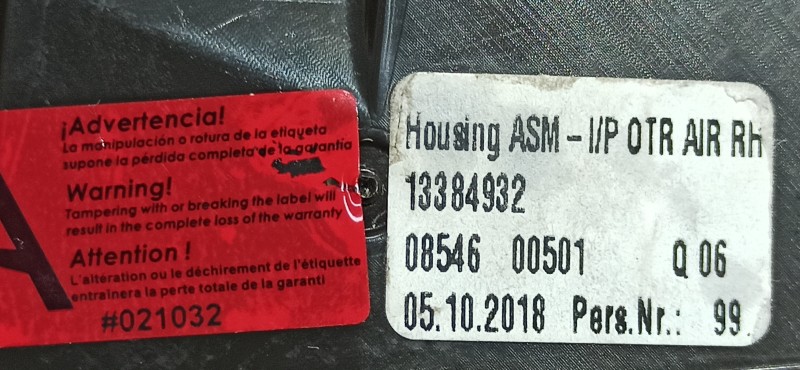 ¡Advertencia!
La manipulación o rotura de la etiqueta
supone la pérdida completa de la garantía
Warning!
Tampering with or breaking the label will
result in the complete loss of the warranty
Attention !
L'altération ou le déchirement de l'étiquette
entraînera la perte totale de la garanti
#021032
A
Housing ASM - I/P OTR AIR RH
13384932
08546 00501 Q 06
05.10.2018 Pers.Nr.: 99